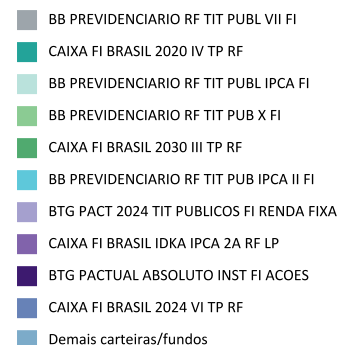 BB PREVIDENCIARIO RF TIT PUBL VII FI
CAIXA FI BRASIL 2020 IV TP RF
BB PREVIDENCIARIO RF TIT PUBL IPCA FI
BB PREVIDENCIARIO RF TIT PUB X FI
CAIXA FI BRASIL 2030 III TP RF
BB PREVIDENCIARIO RF TIT PUB IPCA II FI
BTG PACT 2024 TIT PUBLICOS FI RENDA FIXA
CAIXA FI BRASIL IDKA IPCA 2A RF LP
BTG PACTUAL ABSOLUTO INST FI ACOES
CAIXA FI BRASIL 2024 VI TP RF
Demais carteiras/fundos